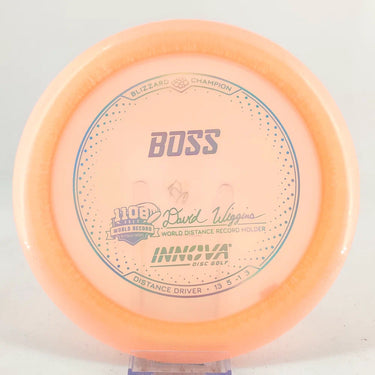 BLIZZARD CHAMPION
BOSS
1108
FEET
WORLD RECORD
David Wiggins
WORLD DISTANCE RECORD HOLDER
INNOVA
DISC GOLF
DISTANCE DRIVER • 13 5 -1 3